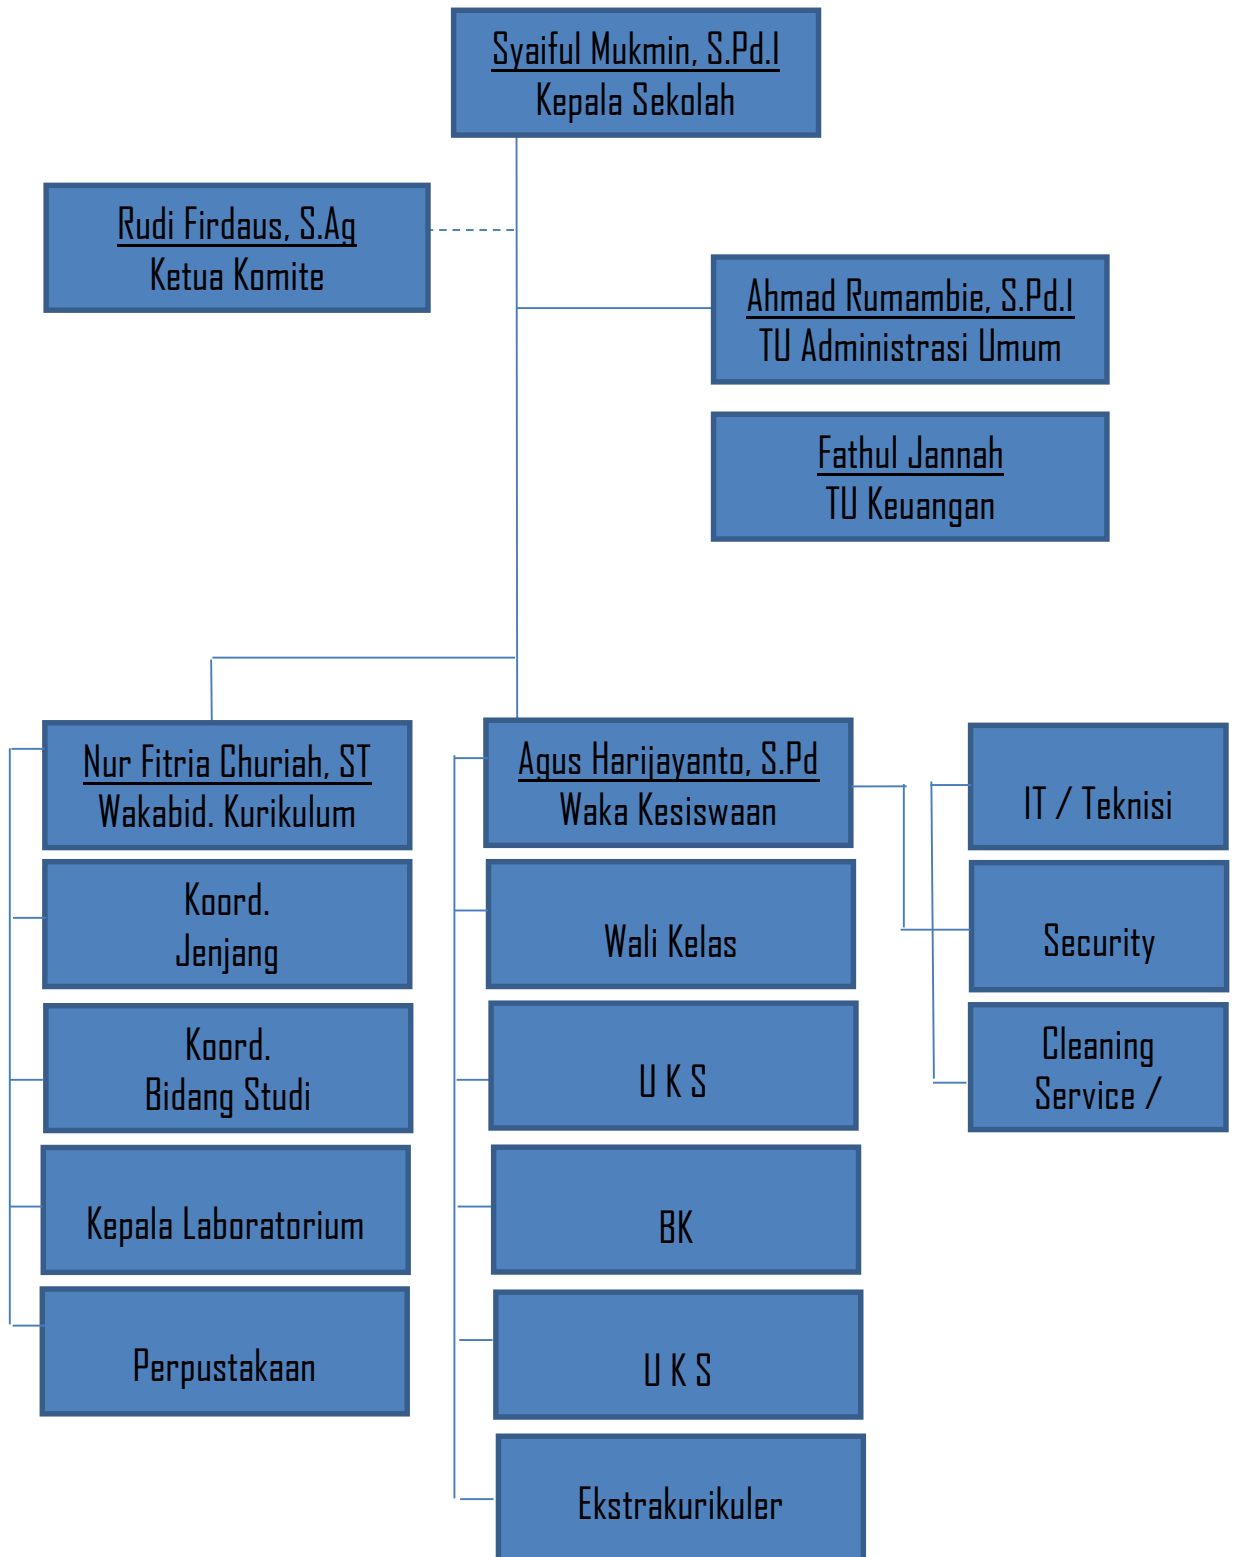 Syaiful Mukmin, S.Pd.I
Kepala Sekolah
Rudi Firdaus, S.Ag
Ketua Komite
Ahmad Rumambie, S.Pd.I
TU Administrasi Umum
Fathul Jannah
TU Keuangan
Nur Fitria Churiah, ST
Wakabid. Kurikulum
Koord.
Jenjang
Koord.
Bidang Studi
Kepala Laboratorium
Perpustakaan
Agus Harijayanto, S.Pd
Waka Kesiswaan
Wali Kelas
U K S
BK
U K S
Ekstrakurikuler
IT / Teknisi
Security
Cleaning
Service /